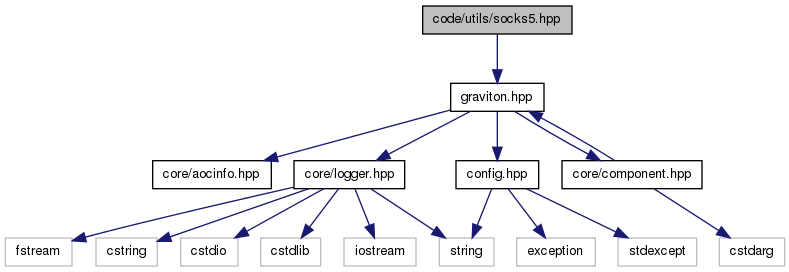 code/utils/socks5.hpp
graviton.hpp
core/aocinfo.hpp
core/logger.hpp
config.hpp
core/component.hpp
fstream
cstring
cstdio
cstdlib
iostream
string
exception
stdexcept
cstdarg